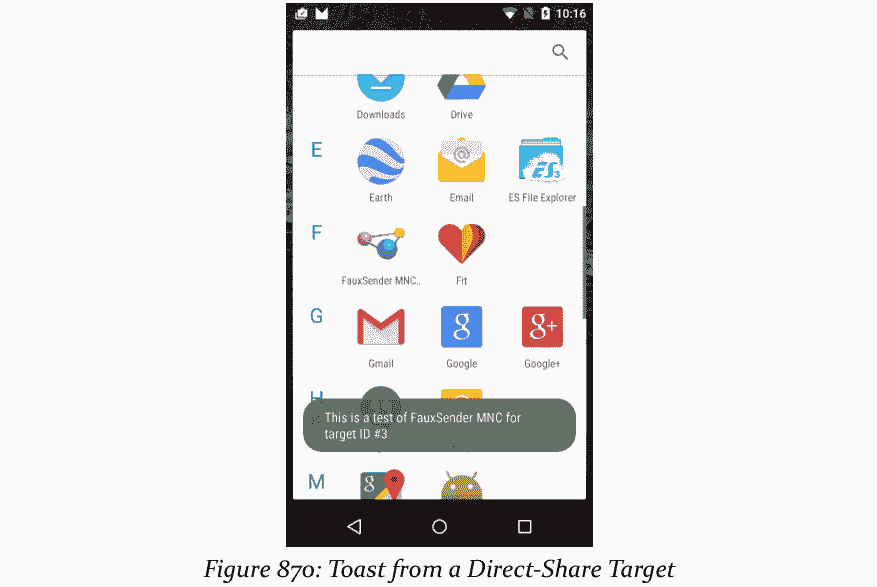 10:16
Downloads Drive
E
Earth Email ES File Explorer
F
FauxSender MNC.. Fit
G
Gmail Google Google+
H
This is a test of FauxSender MNC for
target ID #3
M
Figure 870: Toast from a Direct-Share Target